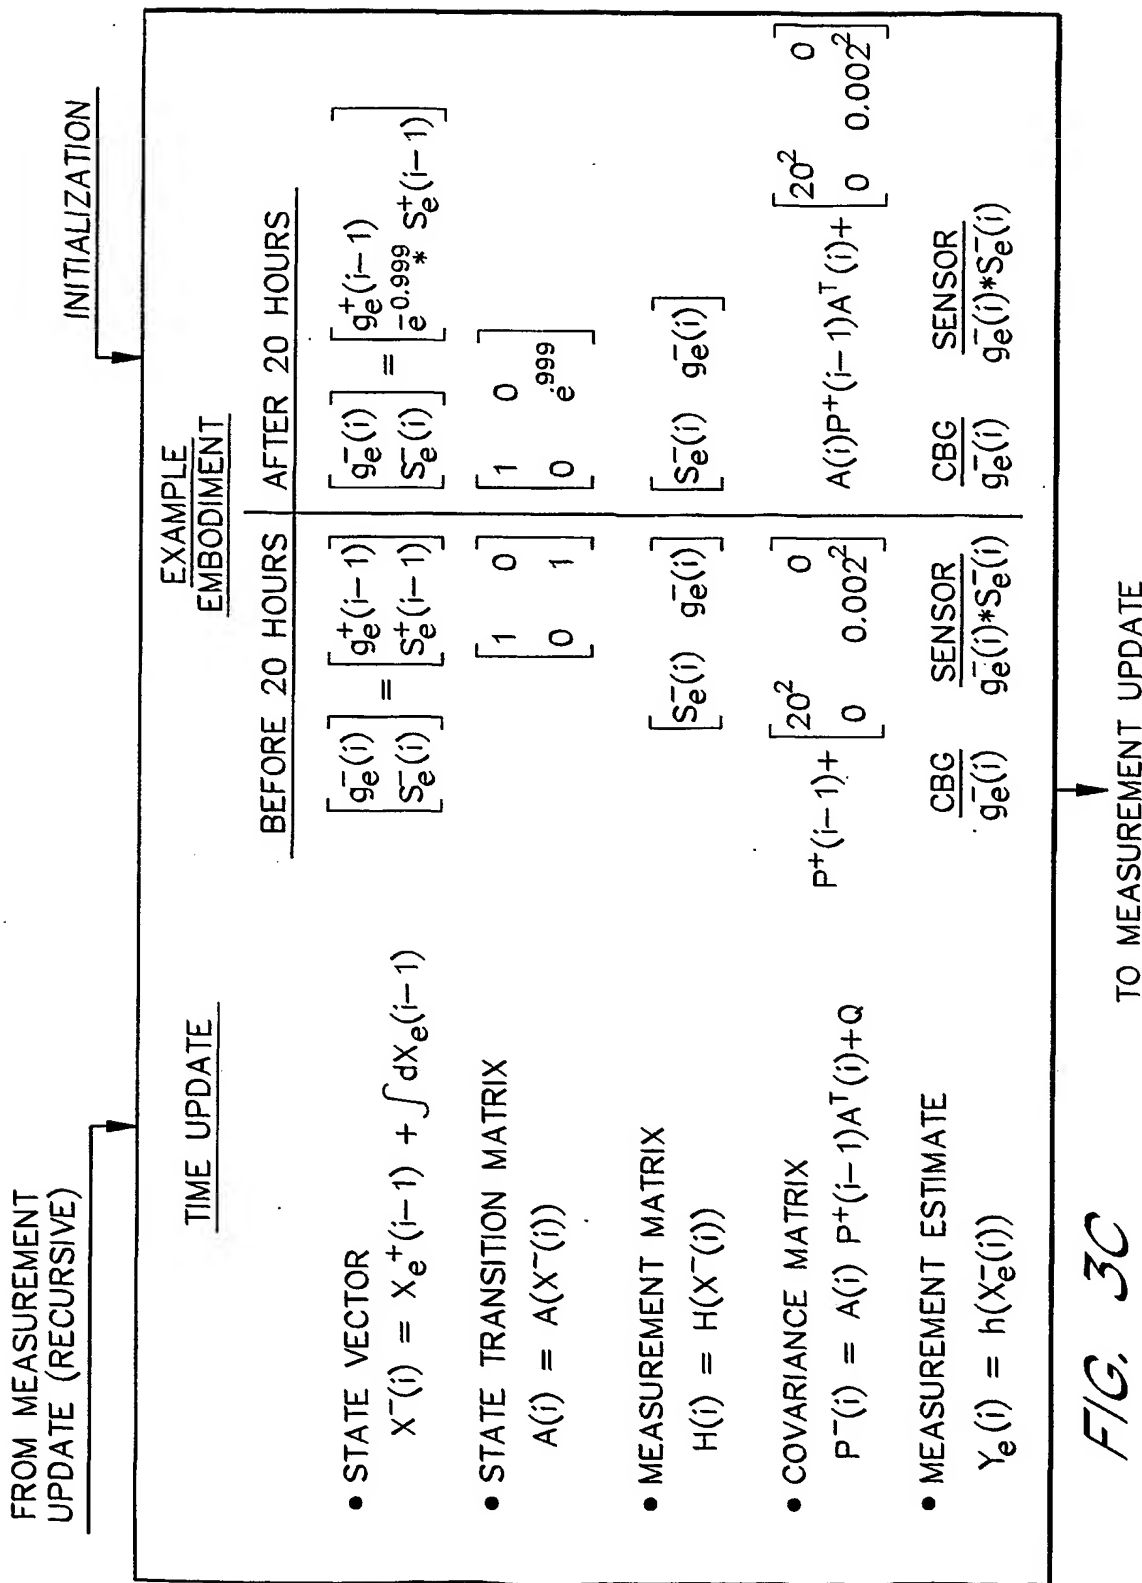 FROM MEASUREMENT
UPDATE (RECURSIVE)
INITIALIZATION
TIME UPDATE
EXAMPLE
EMBODIMENT
BEFORE 20 HOURS | AFTER 20 HOURS
• STATE VECTOR
X⁻(i) = Xₑ⁺(i−1) + ∫ dXₑ(i−1)
[gₑ⁻(i)] = [gₑ⁺(i−1)]
[Sₑ⁻(i)] [Sₑ⁺(i−1)]
[gₑ⁻(i)] = [gₑ⁺(i−1)]
[Sₑ⁻(i)] [e^−0.999 * Sₑ⁺(i−1)]
• STATE TRANSITION MATRIX
A(i) = A(X⁻(i))
[1 0]
[0 1]
[1 0]
[0 e^.999]
• MEASUREMENT MATRIX
H(i) = H(X⁻(i))
[Sₑ⁻(i) gₑ⁻(i)]
[Sₑ⁻(i) gₑ⁻(i)]
• COVARIANCE MATRIX
P⁻(i) = A(i) P⁺(i−1)Aᵀ(i)+Q
P⁺(i−1)+ [20² 0]
[0 0.002²]
A(i)P⁺(i−1)Aᵀ(i)+ [20² 0]
[0 0.002²]
• MEASUREMENT ESTIMATE
Yₑ(i) = h(Xₑ⁻(i))
CBG SENSOR
gₑ⁻(i) gₑ⁻(i)*Sₑ⁻(i)
CBG SENSOR
gₑ⁻(i) gₑ⁻(i)*Sₑ⁻(i)
TO MEASUREMENT UPDATE
FIG. 3C